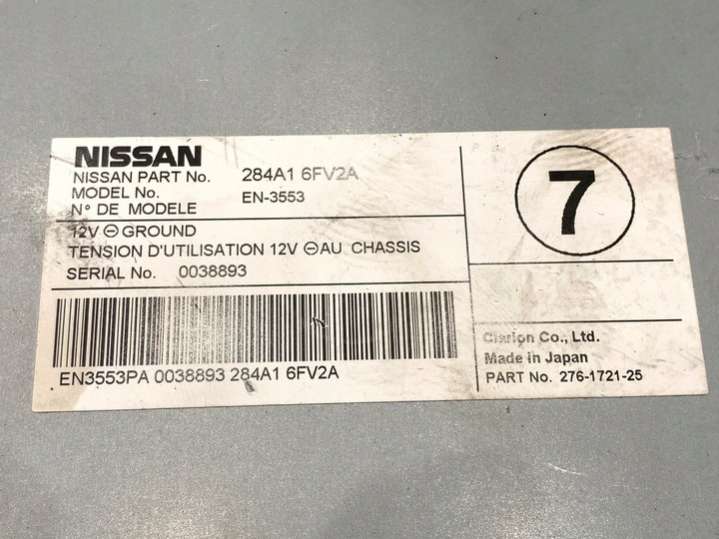 NISSAN
NISSAN PART No. 284A1 6FV2A
MODEL No. EN-3553
N° DE MODELE
12V ⊖ GROUND
TENSION D'UTILISATION 12V ⊖ AU CHASSIS
SERIAL No. 0038893
EN3553PA 0038893 284A1 6FV2A
7
Clarion Co., Ltd.
Made in Japan
PART No. 276-1721-25